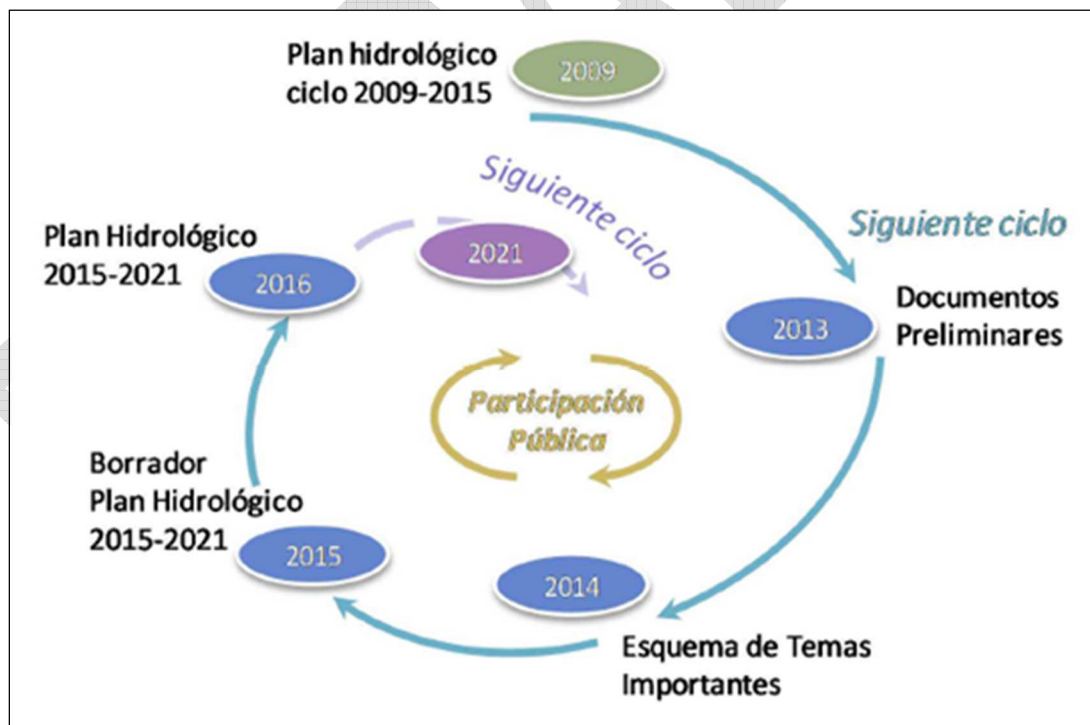 Plan hidrológico
ciclo 2009-2015
2009
Siguiente ciclo
Siguiente ciclo
2013
Documentos
Preliminares
2014
Esquema de Temas
Importantes
Borrador
Plan Hidrológico
2015-2021
2015
Plan Hidrológico
2015-2021
2016
2021
Participación
Pública